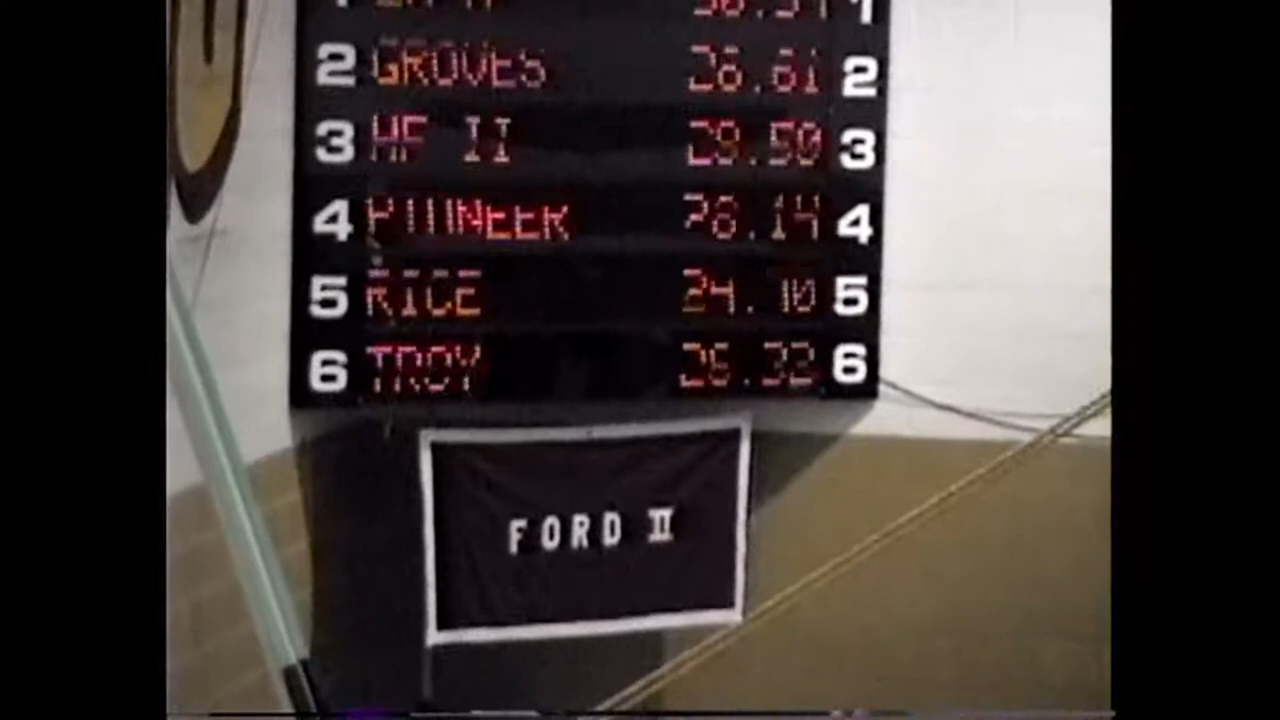 2 GROVES 26.61 2
3 HF II 29.50 3
4 PIONEER 28.14 4
5 RICE 24.10 5
6 TROY 26.32 6
FORD II